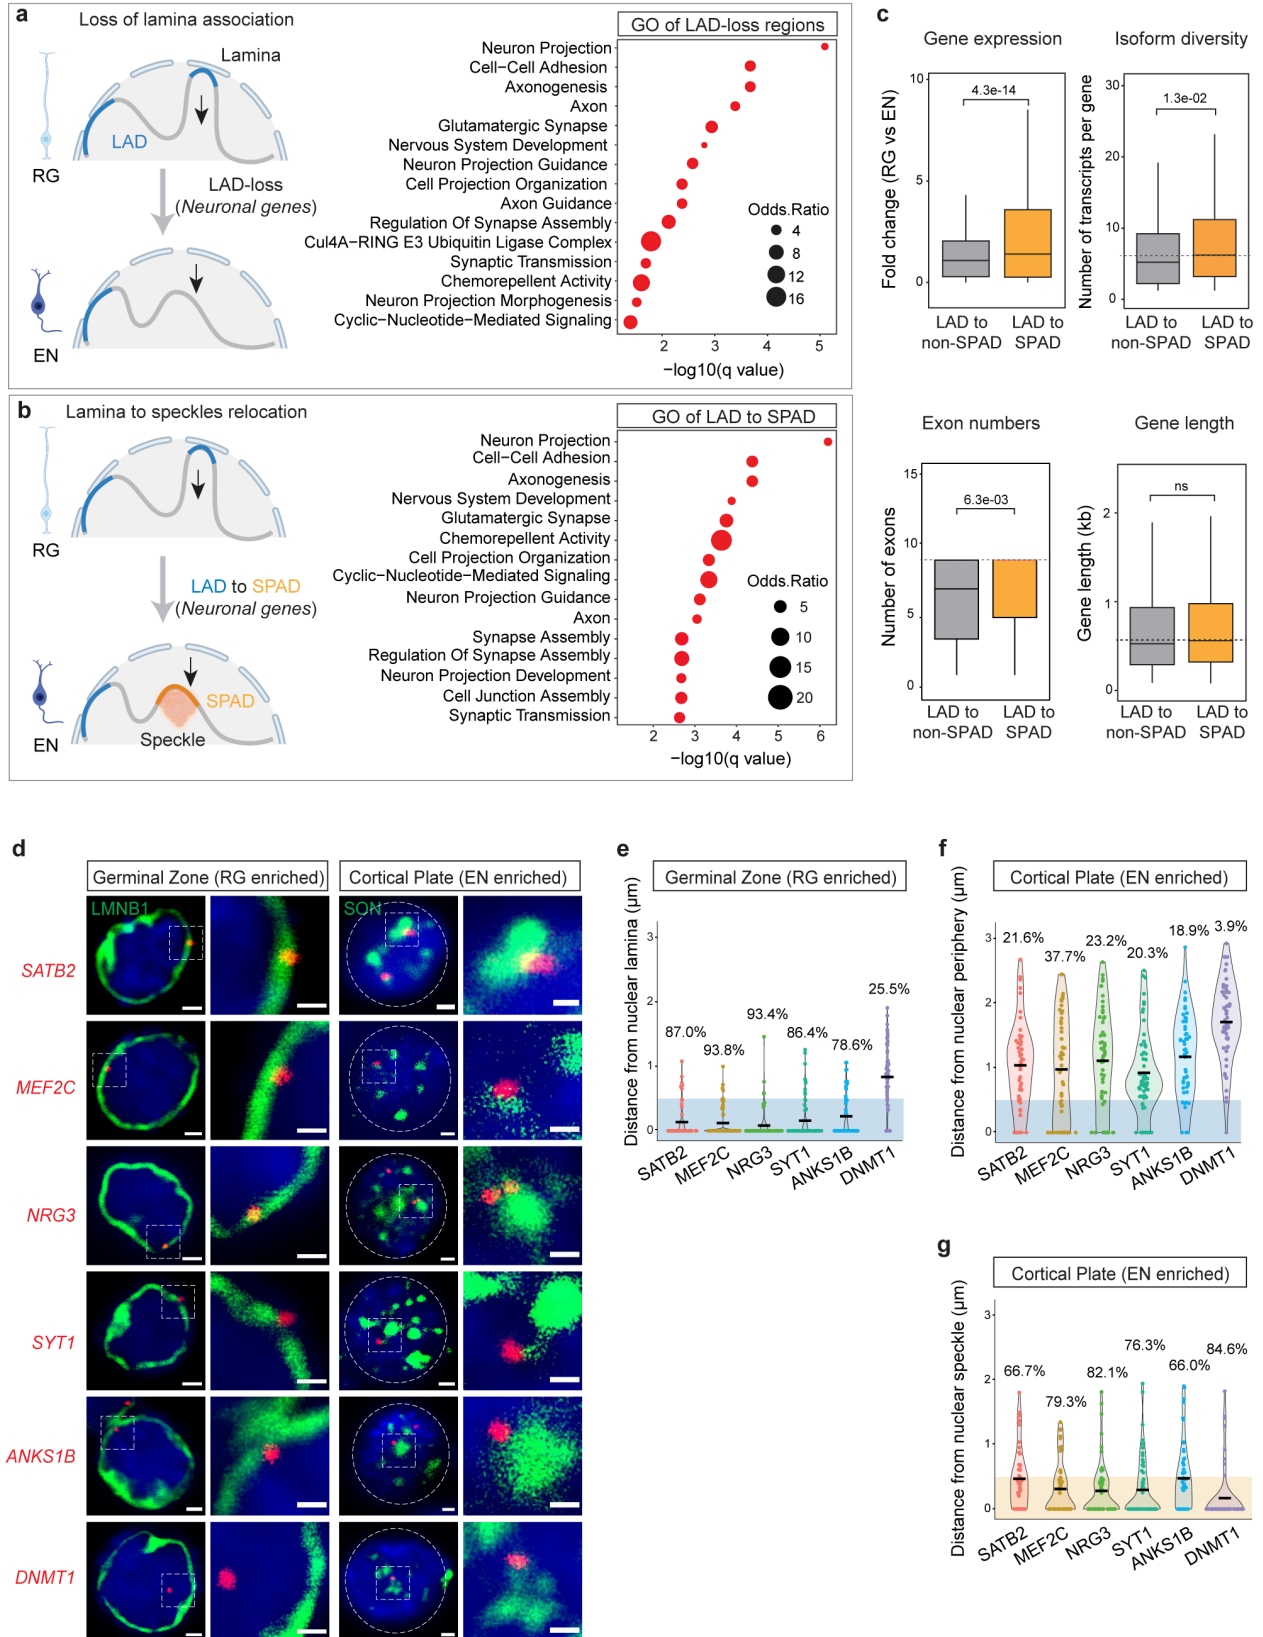 a
Loss of lamina association
Lamina
LAD
RG
LAD-loss
(Neuronal genes)
EN
GO of LAD-loss regions
Neuron Projection
Cell−Cell Adhesion
Axonogenesis
Axon
Glutamatergic Synapse
Nervous System Development
Neuron Projection Guidance
Cell Projection Organization
Axon Guidance
Regulation Of Synapse Assembly
Cul4A−RING E3 Ubiquitin Ligase Complex
Synaptic Transmission
Chemorepellent Activity
Neuron Projection Morphogenesis
Cyclic−Nucleotide−Mediated Signaling
Odds.Ratio
4
8
12
16
2 3 4 5
−log10(q value)
b
Lamina to speckles relocation
RG
LAD to SPAD
(Neuronal genes)
SPAD
EN
Speckle
GO of LAD to SPAD
Neuron Projection
Cell−Cell Adhesion
Axonogenesis
Nervous System Development
Glutamatergic Synapse
Chemorepellent Activity
Cell Projection Organization
Cyclic−Nucleotide−Mediated Signaling
Neuron Projection Guidance
Axon
Synapse Assembly
Regulation Of Synapse Assembly
Neuron Projection Development
Cell Junction Assembly
Synaptic Transmission
Odds.Ratio
5
10
15
20
2 3 4 5 6
−log10(q value)
c
Gene expression
Fold change (RG vs EN)
10
5
0
4.3e-14
LAD to
non-SPAD
LAD to
SPAD
Isoform diversity
Number of transcripts per gene
30
20
10
0
1.3e-02
LAD to
non-SPAD
LAD to
SPAD
Exon numbers
Number of exons
15
10
5
0
6.3e-03
LAD to
non-SPAD
LAD to
SPAD
Gene length
Gene length (kb)
2
1
0
ns
LAD to
non-SPAD
LAD to
SPAD
d
Germinal Zone (RG enriched)
Cortical Plate (EN enriched)
LMNB1
SON
SATB2
MEF2C
NRG3
SYT1
ANKS1B
DNMT1
e
Germinal Zone (RG enriched)
Distance from nuclear lamina (μm)
3
2
1
0
87.0%
93.8%
93.4%
86.4%
78.6%
25.5%
SATB2
MEF2C
NRG3
SYT1
ANKS1B
DNMT1
f
Cortical Plate (EN enriched)
Distance from nuclear periphery (μm)
3
2
1
0
21.6%
37.7%
23.2%
20.3%
18.9%
3.9%
SATB2
MEF2C
NRG3
SYT1
ANKS1B
DNMT1
g
Cortical Plate (EN enriched)
Distance from nuclear speckle (μm)
3
2
1
0
66.7%
79.3%
82.1%
76.3%
66.0%
84.6%
SATB2
MEF2C
NRG3
SYT1
ANKS1B
DNMT1